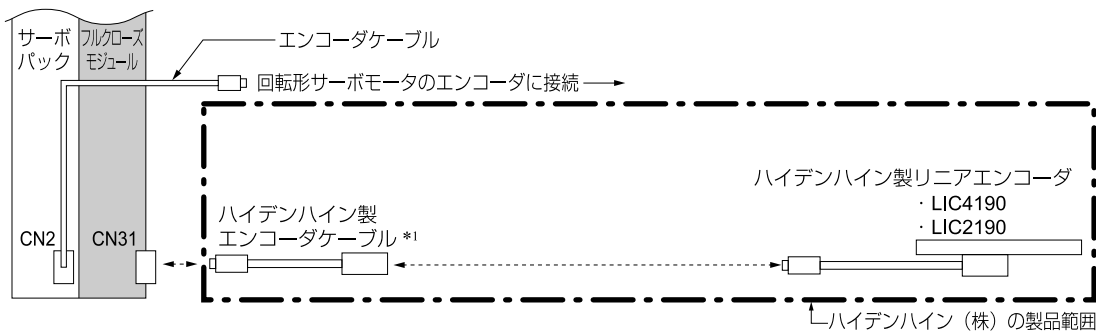 サーボ
パック
フルクローズ
モジュール
エンコーダケーブル
回転形サーボモータのエンコーダに接続
ハイデンハイン製リニアエンコーダ
・LIC4190
・LIC2190
ハイデンハイン製
エンコーダケーブル *1
CN2
CN31
ハイデンハイン（株）の製品範囲